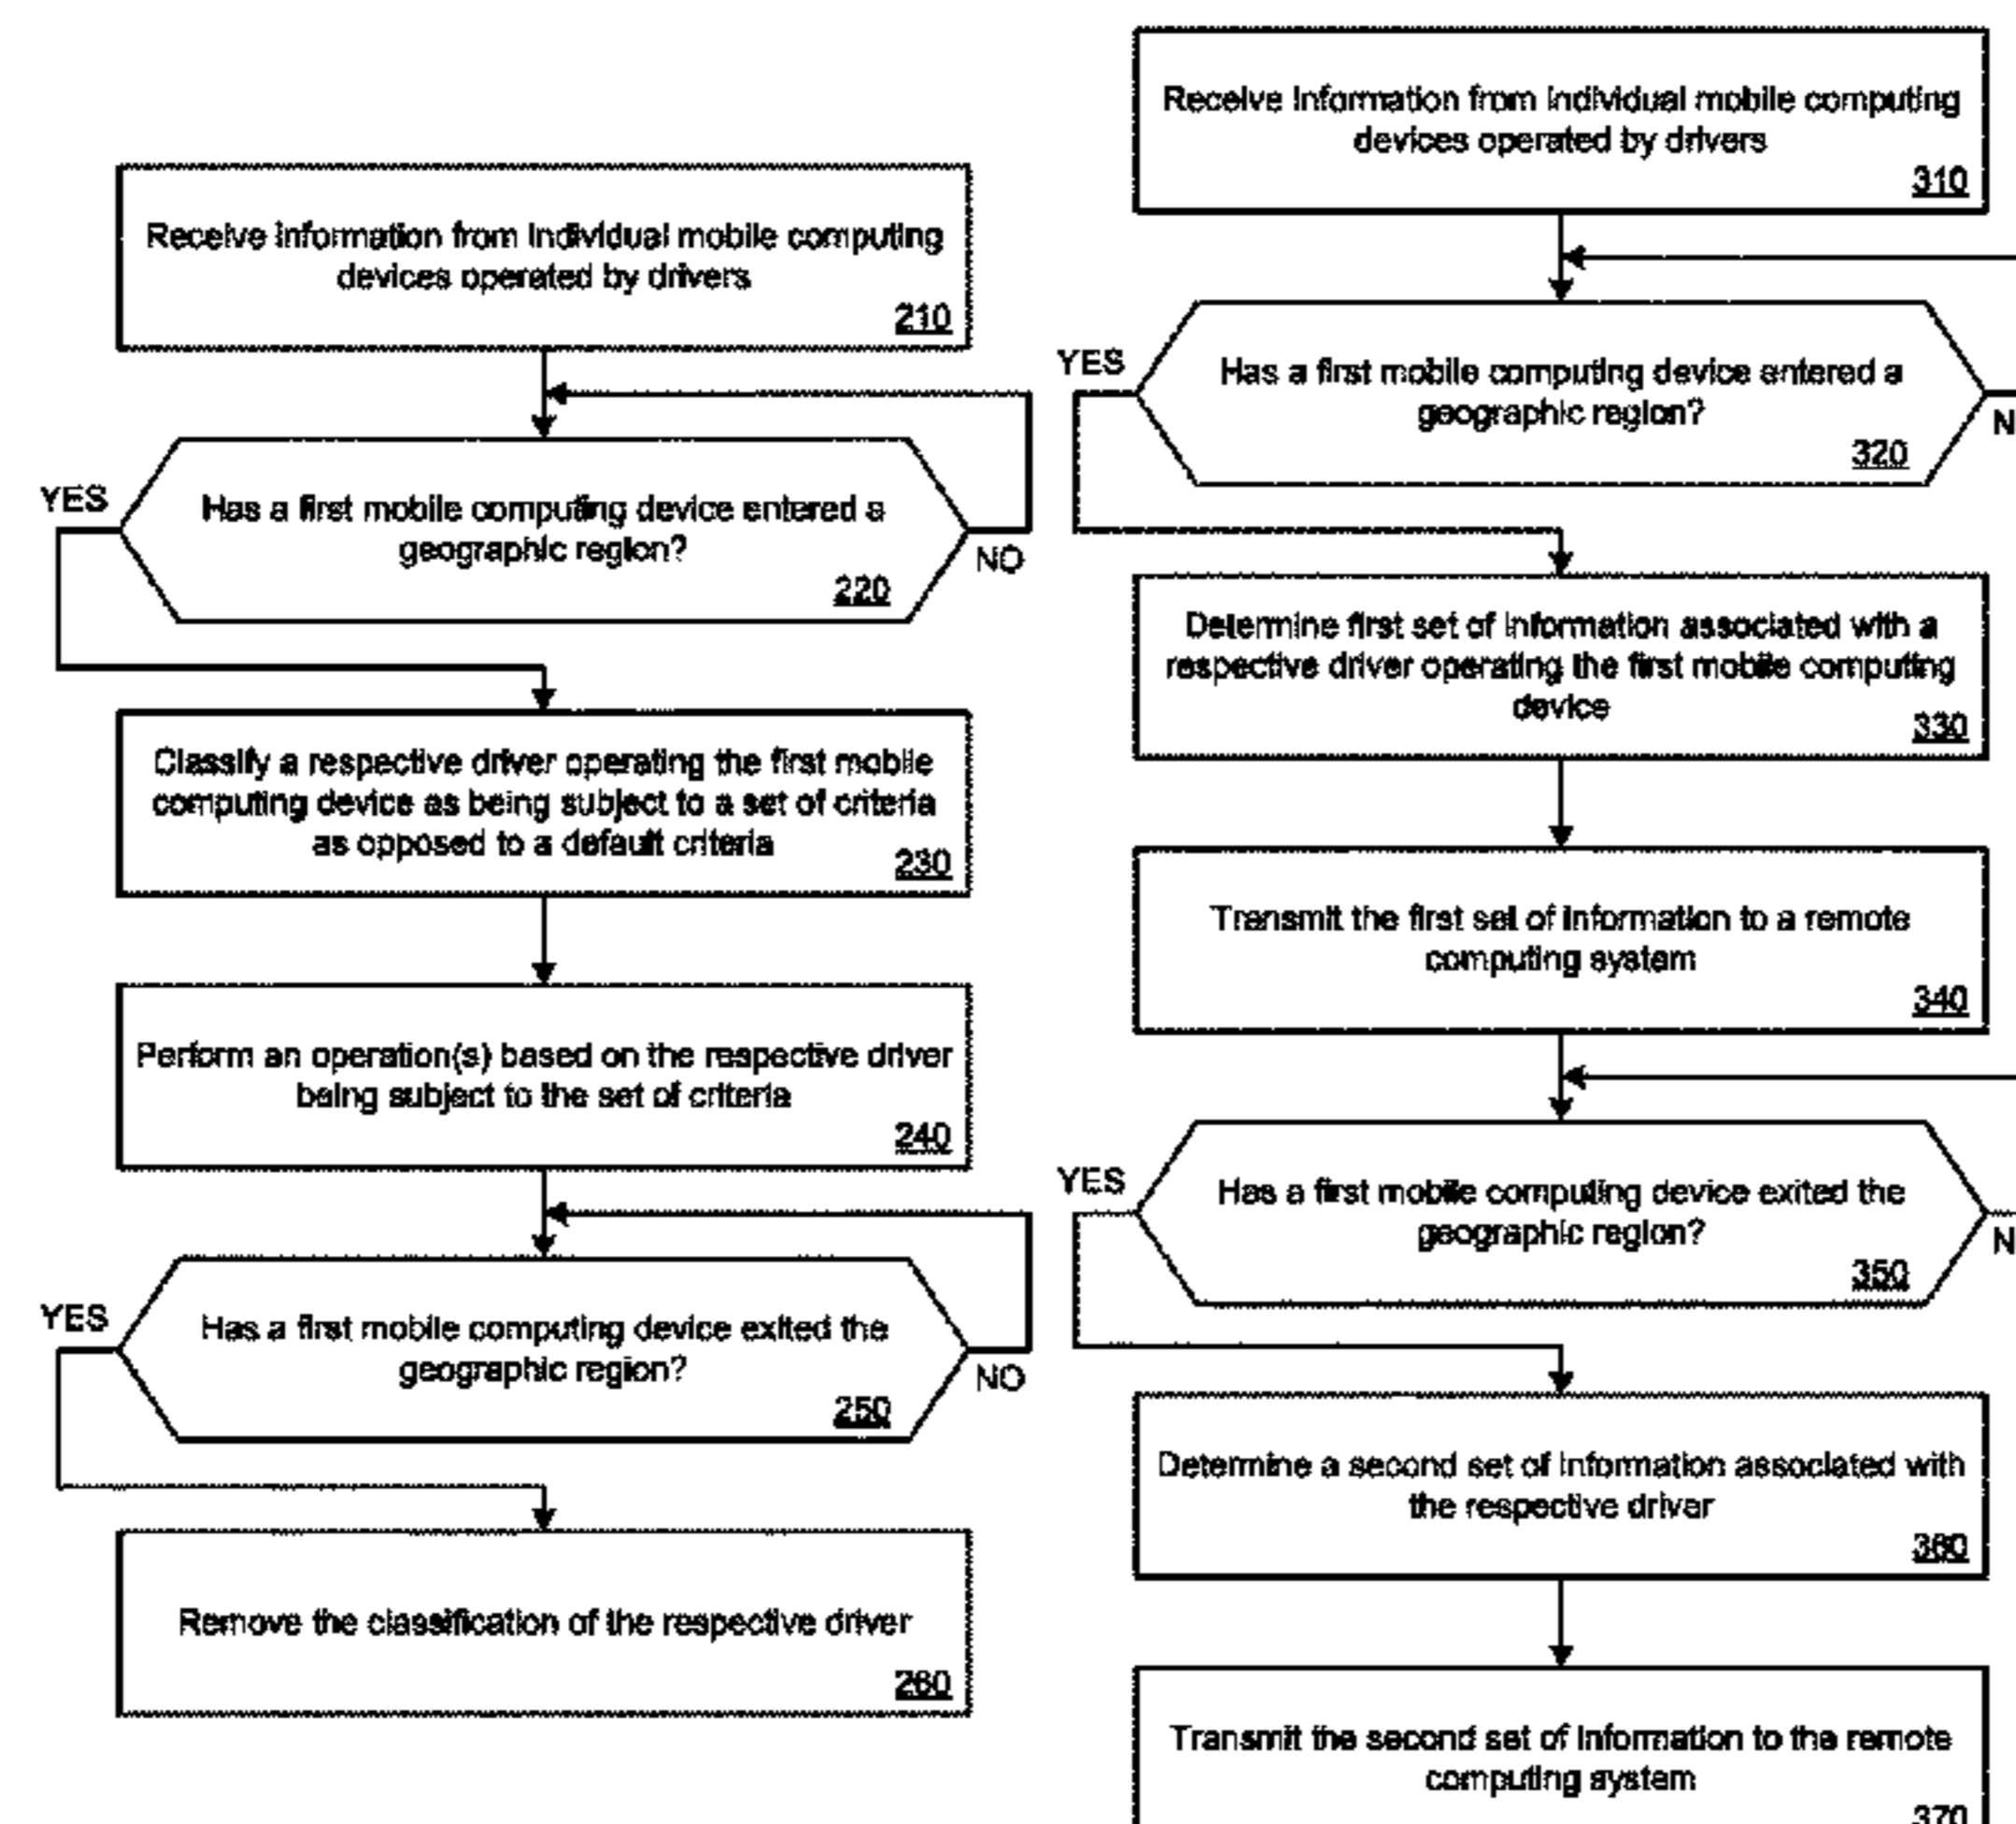 Receive information from individual mobile computing
devices operated by drivers
210
YES
Has a first mobile computing device entered a
geographic region?
220
NO
Classify a respective driver operating the first mobile
computing device as being subject to a set of criteria
as opposed to a default criteria
230
Perform an operation(s) based on the respective driver
being subject to the set of criteria
240
YES
Has a first mobile computing device exited the
geographic region?
250
NO
Remove the classification of the respective driver
260
Receive information from individual mobile computing
devices operated by drivers
310
YES
Has a first mobile computing device entered a
geographic region?
320
N
Determine first set of information associated with a
respective driver operating the first mobile computing
device
330
Transmit the first set of information to a remote
computing system
340
YES
Has a first mobile computing device exited the
geographic region?
350
N
Determine a second set of information associated with
the respective driver
360
Transmit the second set of information to the remote
computing system
370